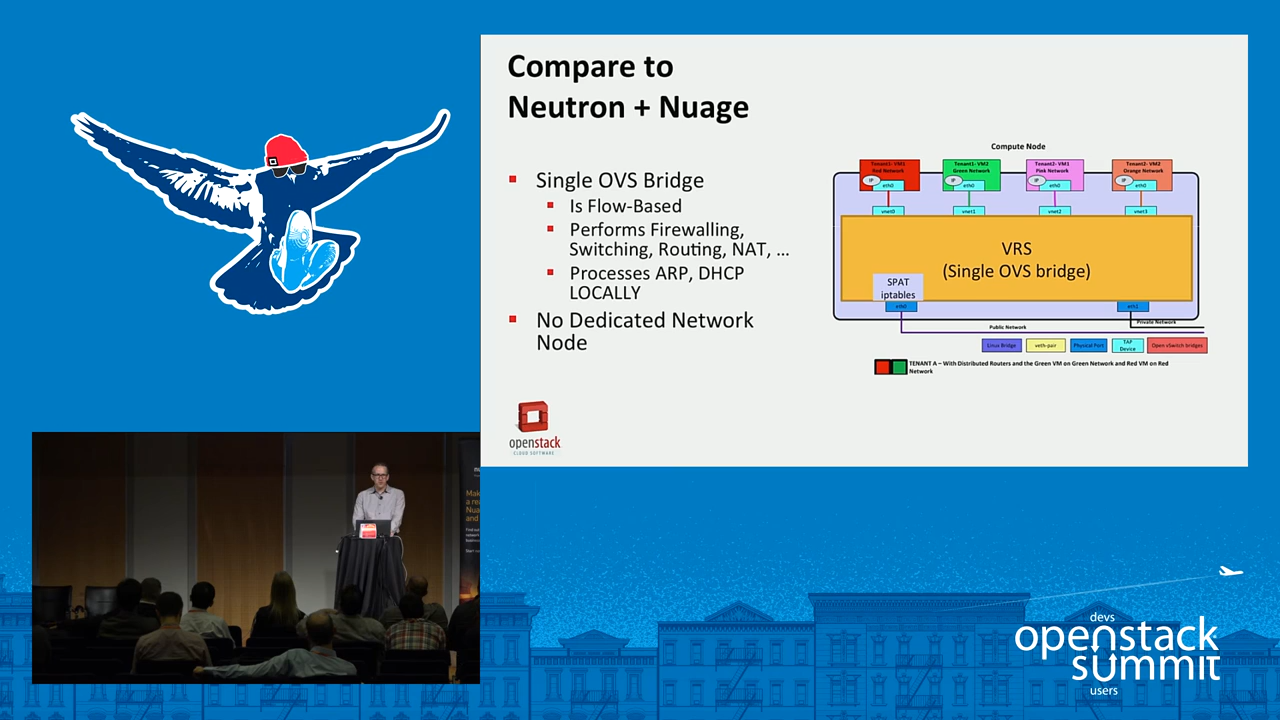 Compare to
Neutron + Nuage
Single OVS Bridge
Is Flow-Based
Performs Firewalling,
Switching, Routing, NAT, ...
Processes ARP, DHCP
LOCALLY
No Dedicated Network
Node
openstack
CLOUD SOFTWARE
Compute Node
Tenant1- VM1
Red Network
Tenant1- VM2
Green Network
Tenant2- VM1
Pink Network
Tenant2- VM2
Orange Network
IP
eth0
IP
eth0
IP
eth0
IP
eth0
vnet0
vnet1
vnet2
vnet3
VRS
(Single OVS bridge)
SPAT
iptables
eth0
eth1
Private Network
Public Network
Linux Bridge
veth-pair
Physical Port
TAP
Device
Open vSwitch bridges
TENANT A – With Distributed Routers and the Green VM on Green Network and Red VM on Red
Network
devs
openstack
summit
users